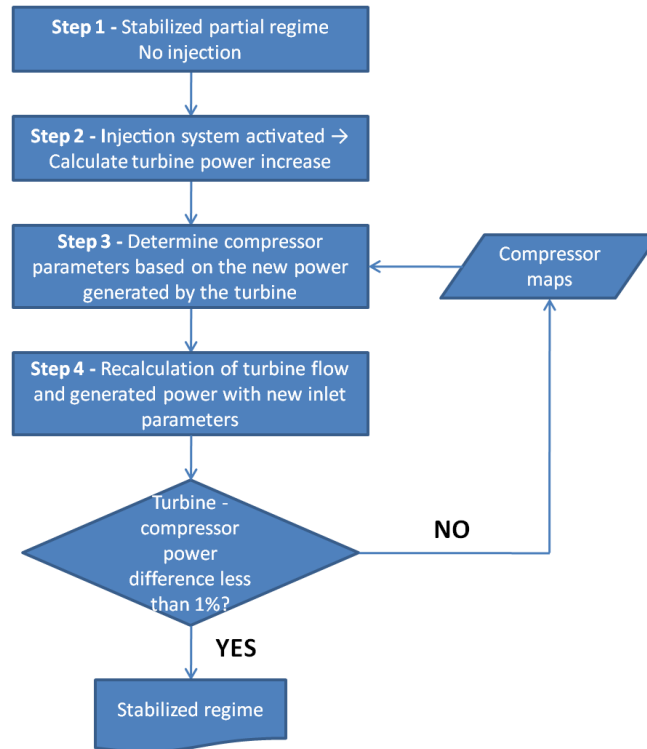 Step 1 - Stabilized partial regime
No injection
Step 2 - Injection system activated →
Calculate turbine power increase
Step 3 - Determine compressor
parameters based on the new power
generated by the turbine
Compressor
maps
Step 4 - Recalculation of turbine flow
and generated power with new inlet
parameters
Turbine -
compressor
power
difference less
than 1%?
NO
YES
Stabilized regime